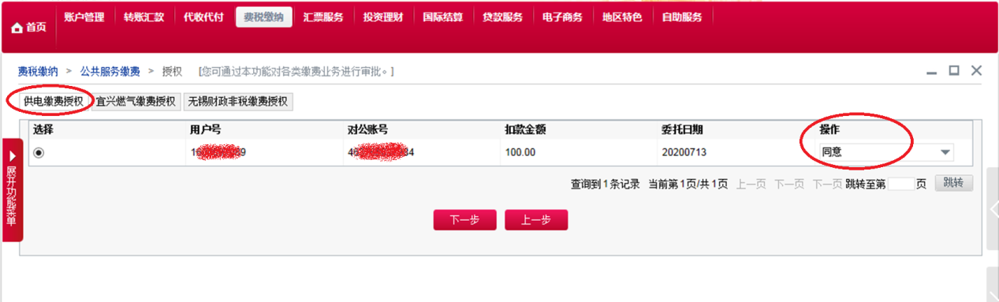 首页 账户管理 转账汇款 代收代付 费税缴纳 汇票服务 投资理财 国际结算 贷款服务 电子商务 地区特色 自助服务
费税缴纳 > 公共服务缴费 > 授权 [您可通过本功能对各类缴费业务进行审批。]
供电缴费授权 宜兴燃气缴费授权 无锡财政非税缴费授权
选择 用户号 对公账号 扣款金额 委托日期 操作
100.00 20200713 同意
查询到1条记录 当前第1页/共1页 上一页 下一页 下一页 跳转至第 页 跳转
下一步 上一步
展开功能菜单